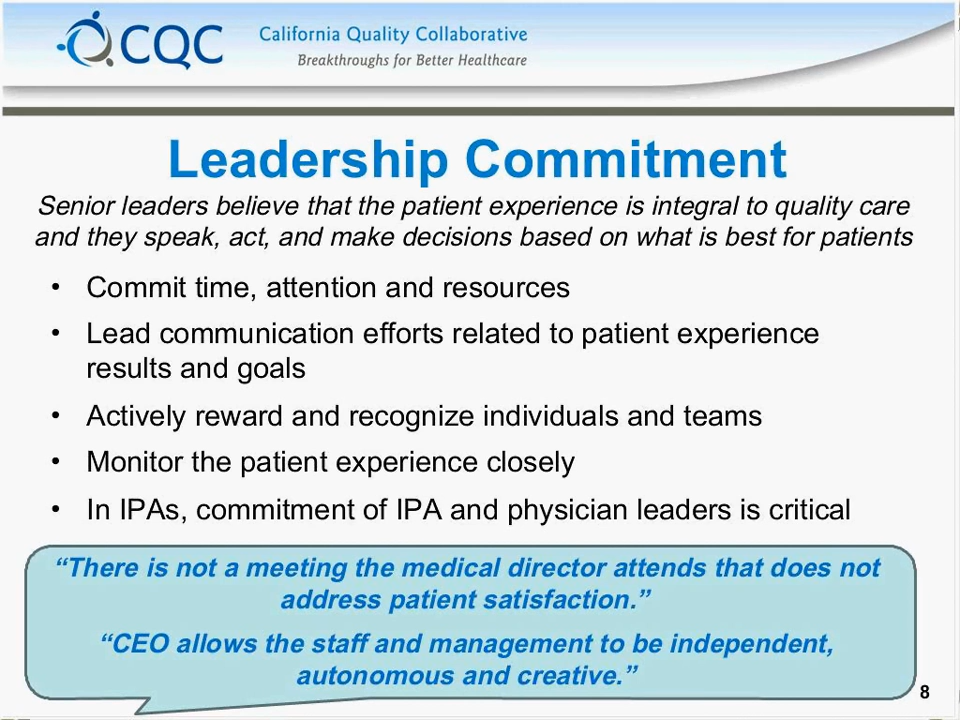 CQC
California Quality Collaborative
Breakthroughs for Better Healthcare
Leadership Commitment
Senior leaders believe that the patient experience is integral to quality care
and they speak, act, and make decisions based on what is best for patients
• Commit time, attention and resources
• Lead communication efforts related to patient experience
results and goals
• Actively reward and recognize individuals and teams
• Monitor the patient experience closely
• In IPAs, commitment of IPA and physician leaders is critical
“There is not a meeting the medical director attends that does not
address patient satisfaction.”
“CEO allows the staff and management to be independent,
autonomous and creative.”
8